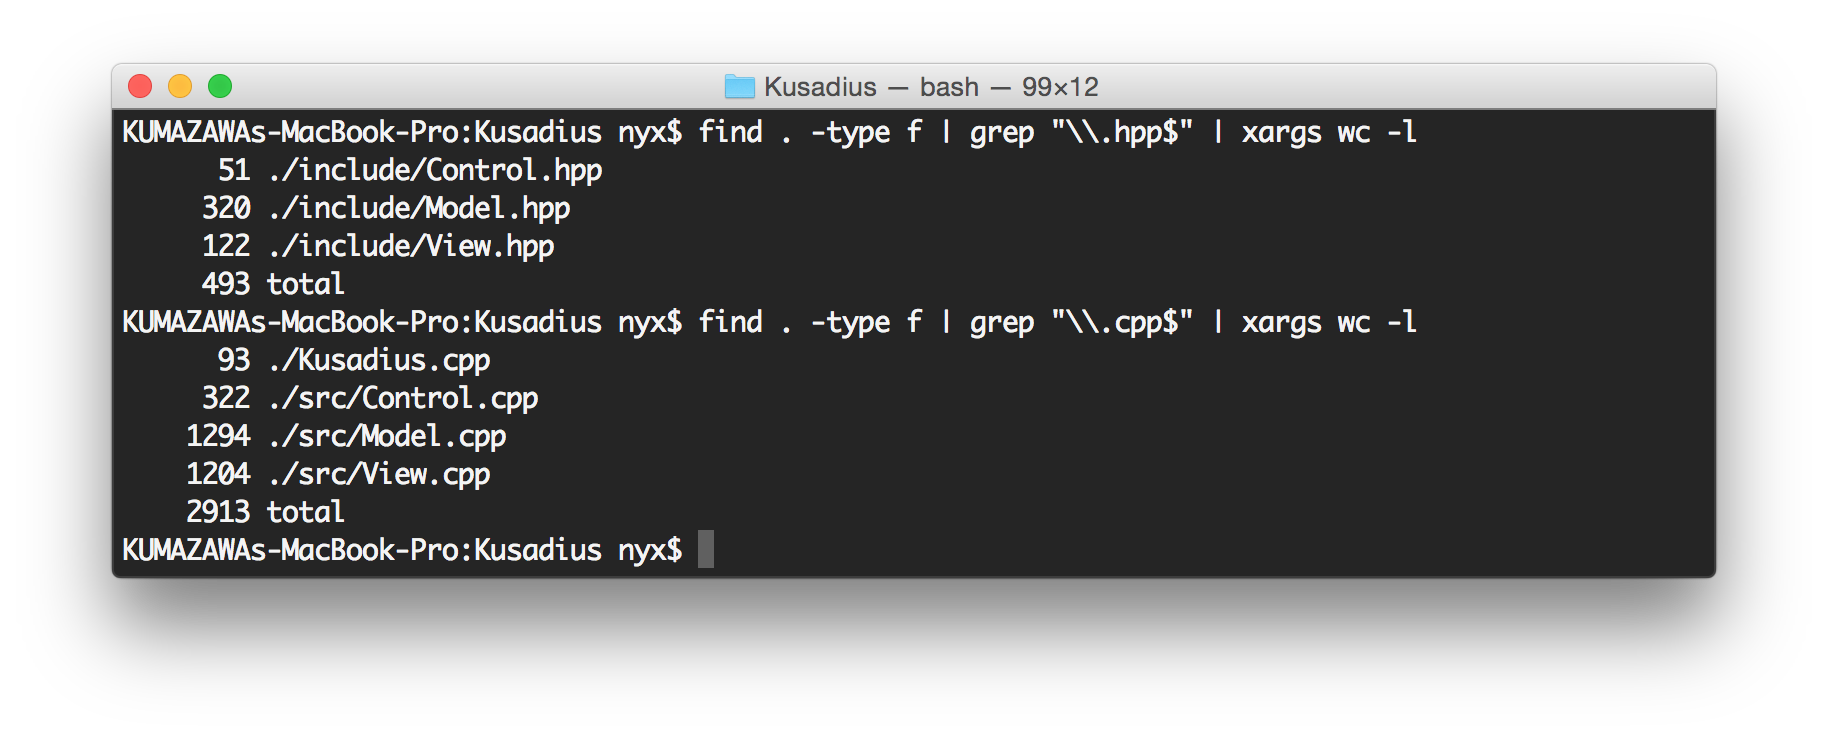 Kusadius — bash — 99×12
KUMAZAWAs-MacBook-Pro:Kusadius nyx$ find . -type f | grep "\\.hpp$" | xargs wc -l
51 ./include/Control.hpp
320 ./include/Model.hpp
122 ./include/View.hpp
493 total
KUMAZAWAs-MacBook-Pro:Kusadius nyx$ find . -type f | grep "\\.cpp$" | xargs wc -l
93 ./Kusadius.cpp
322 ./src/Control.cpp
1294 ./src/Model.cpp
1204 ./src/View.cpp
2913 total
KUMAZAWAs-MacBook-Pro:Kusadius nyx$